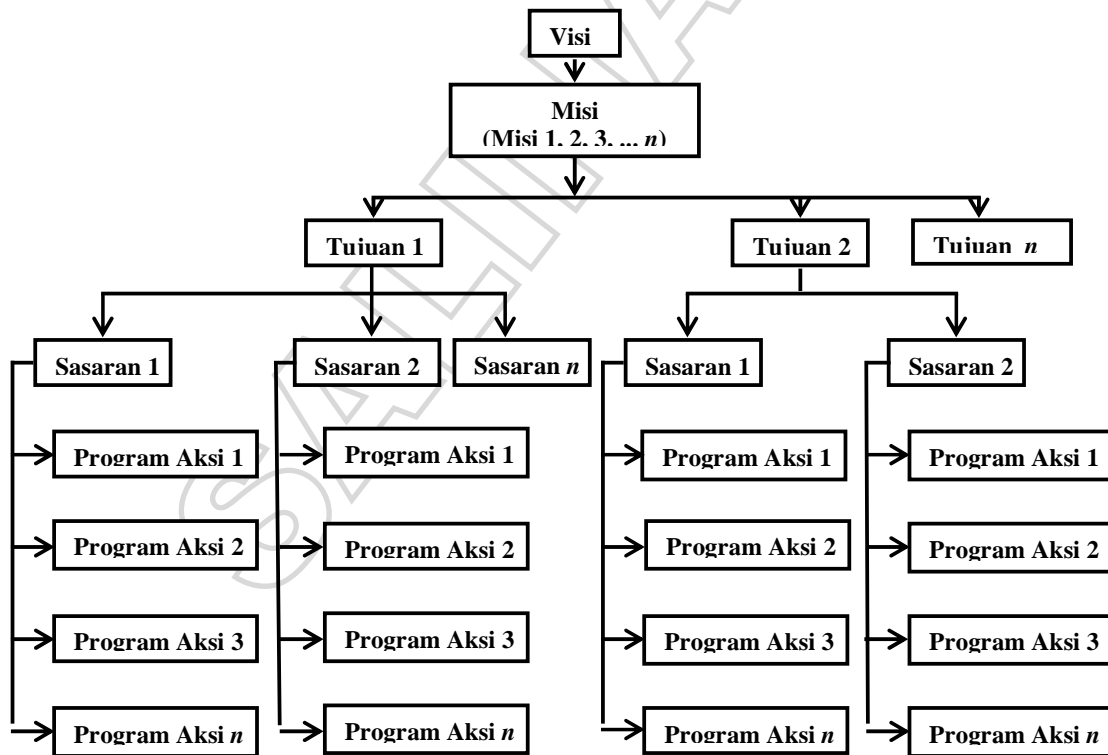 Visi
Misi
(Misi 1, 2, 3, ... n)
Tujuan 1
Tujuan 2
Tujuan n
Sasaran 1
Sasaran 2
Sasaran n
Sasaran 1
Sasaran 2
Program Aksi 1
Program Aksi 1
Program Aksi 1
Program Aksi 1
Program Aksi 2
Program Aksi 2
Program Aksi 2
Program Aksi 2
Program Aksi 3
Program Aksi 3
Program Aksi 3
Program Aksi 3
Program Aksi n
Program Aksi n
Program Aksi n
Program Aksi n